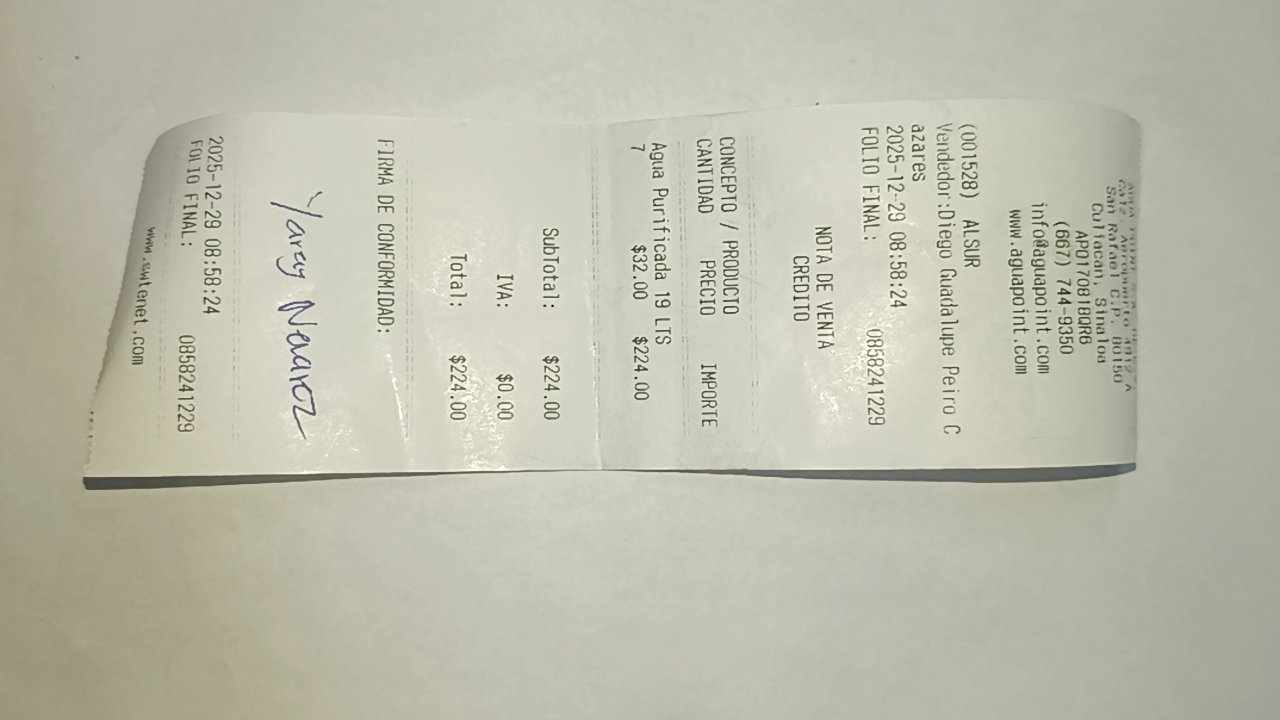 San Rafael C.P. 80150
Culiacan, Sinaloa
APO170818QR6
(667) 744-9350
info@aguapoint.com
www.aguapoint.com
(001528) ALSUR
Vendedor:Diego Guadalupe Peiro C
azares
2025-12-29 08:58:24
FOLIO FINAL: 0858241229
NOTA DE VENTA
CREDITO
CONCEPTO / PRODUCTO
CANTIDAD PRECIO IMPORTE
Agua Purificada 19 LTS
7 $32.00 $224.00
SubTotal: $224.00
IVA: $0.00
Total: $224.00
FIRMA DE CONFORMIDAD:
Yarey Nevarez
2025-12-29 08:58:24
FOLIO FINAL: 0858241229
www.swtenet.com